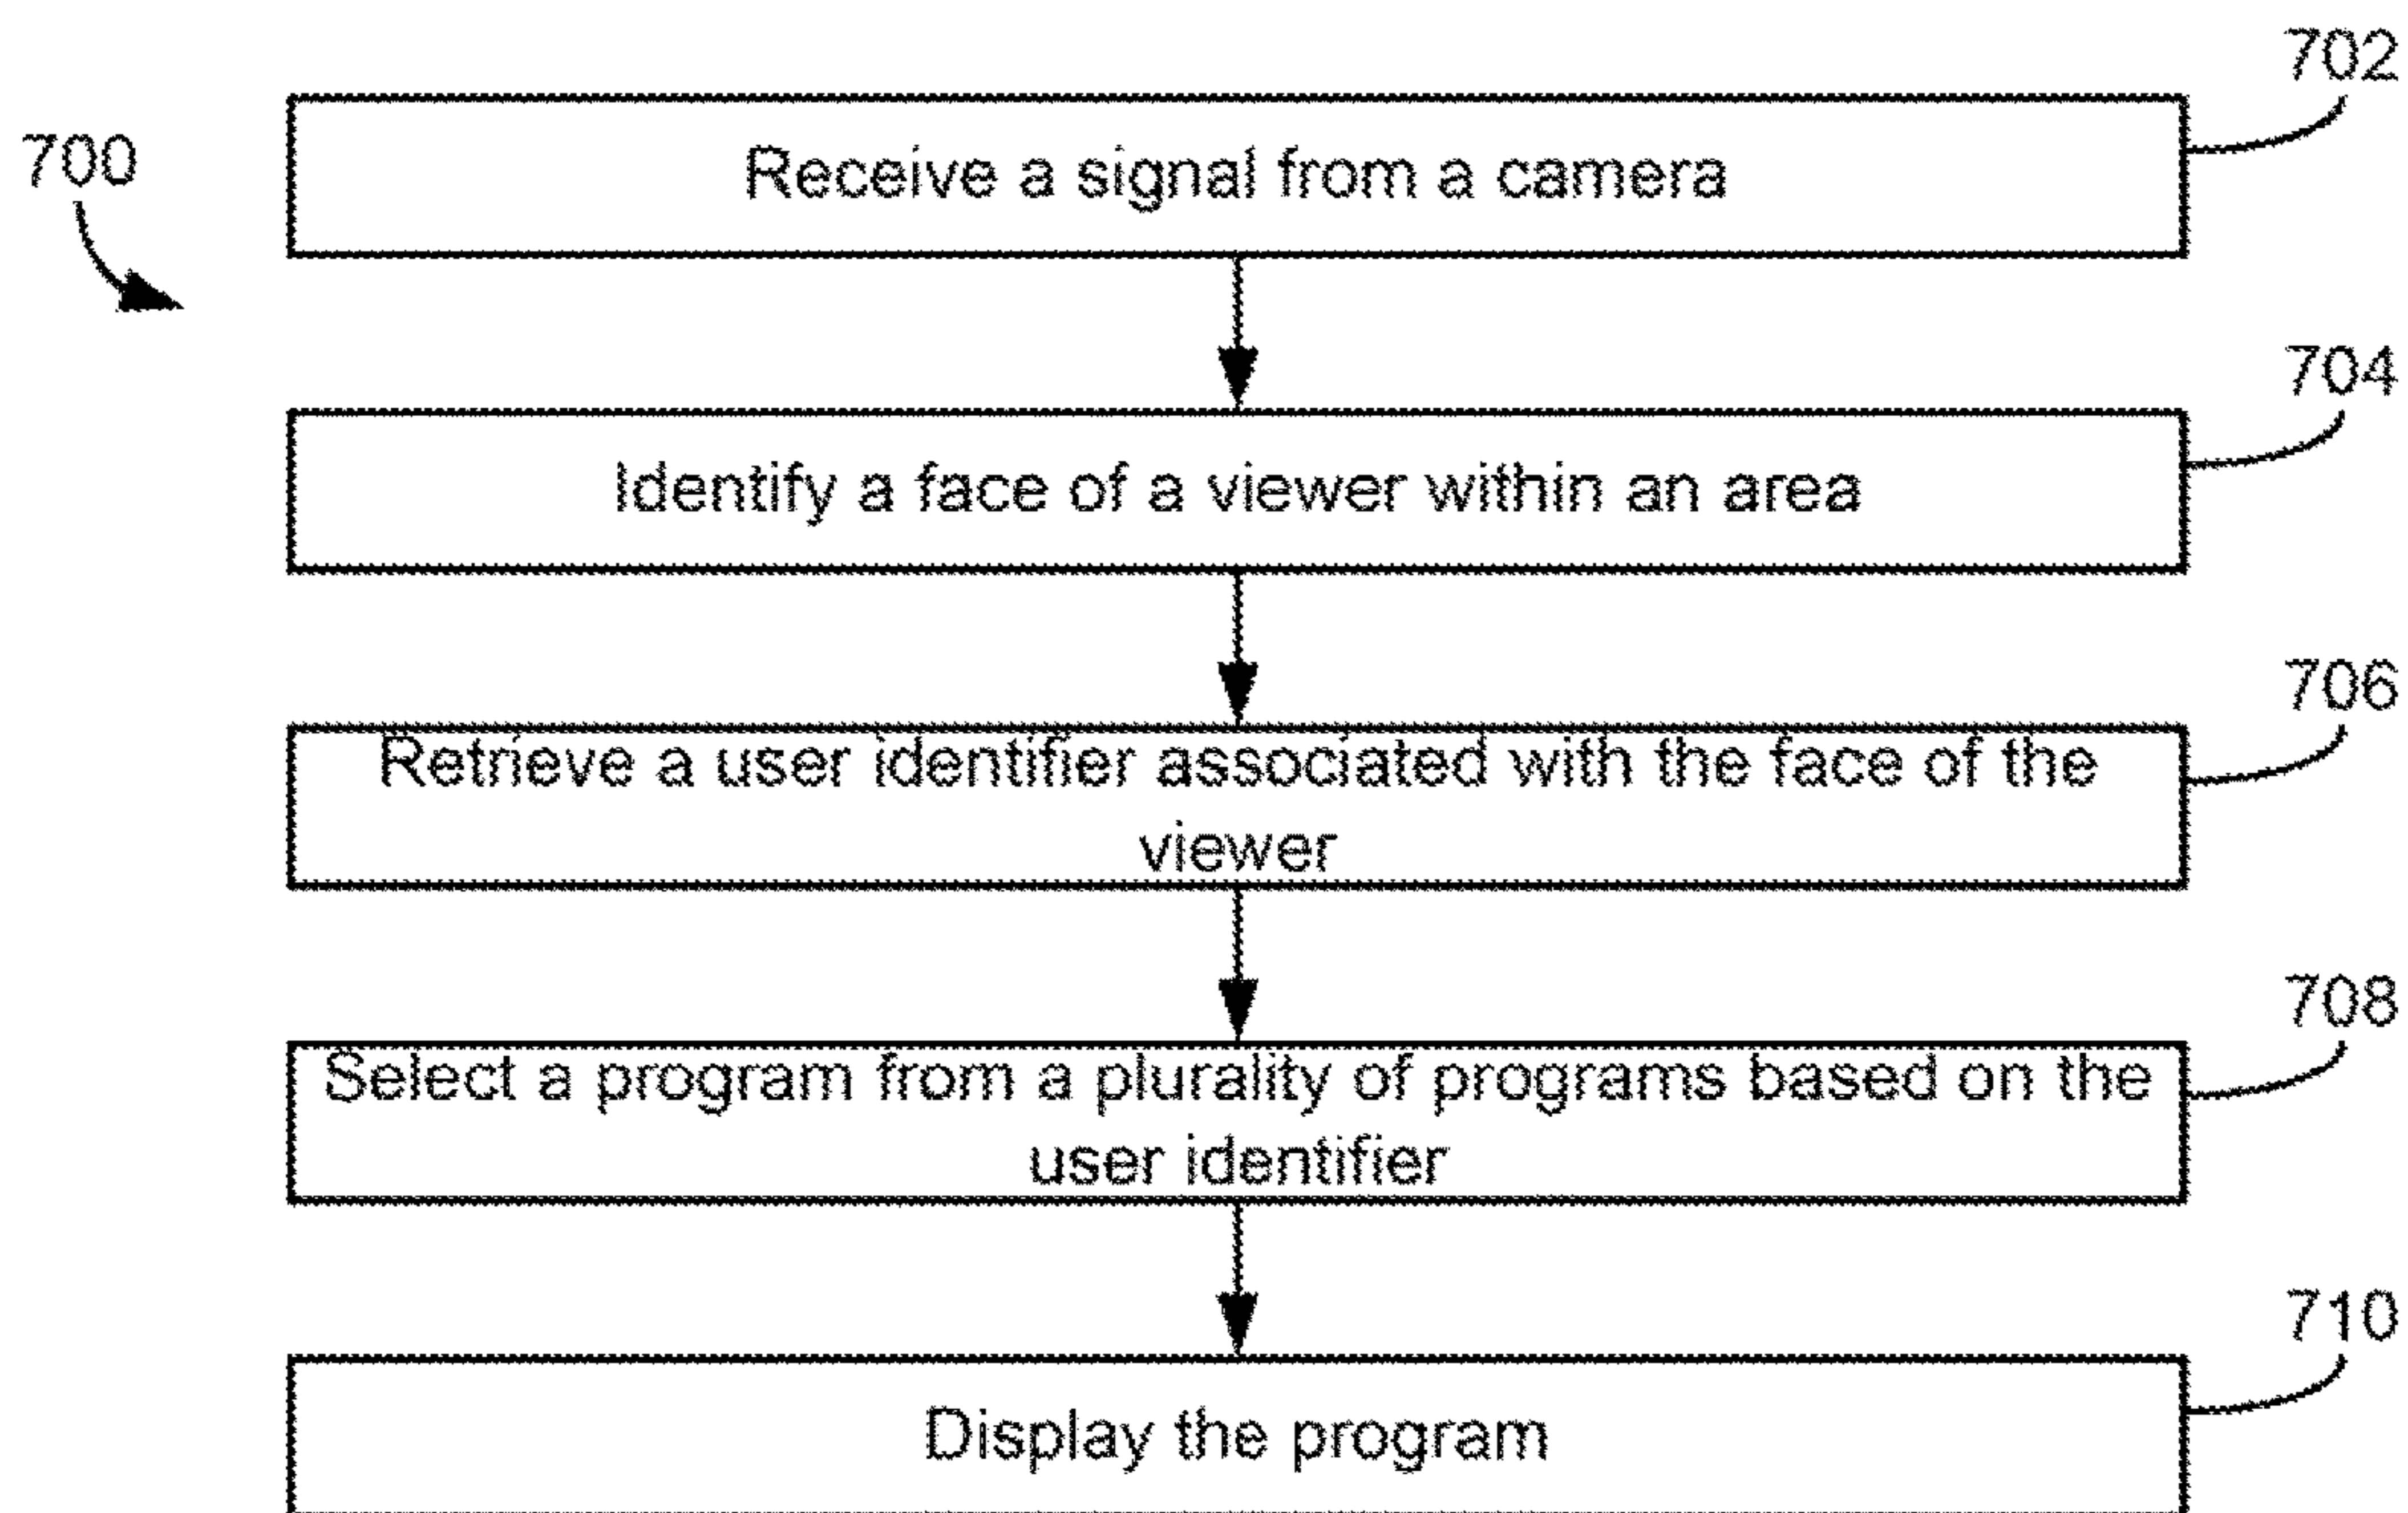 702
700
Receive a signal from a camera
704
Identify a face of a viewer within an area
706
Retrieve a user identifier associated with the face of the
viewer
708
Select a program from a plurality of programs based on the
user identifier
710
Display the program